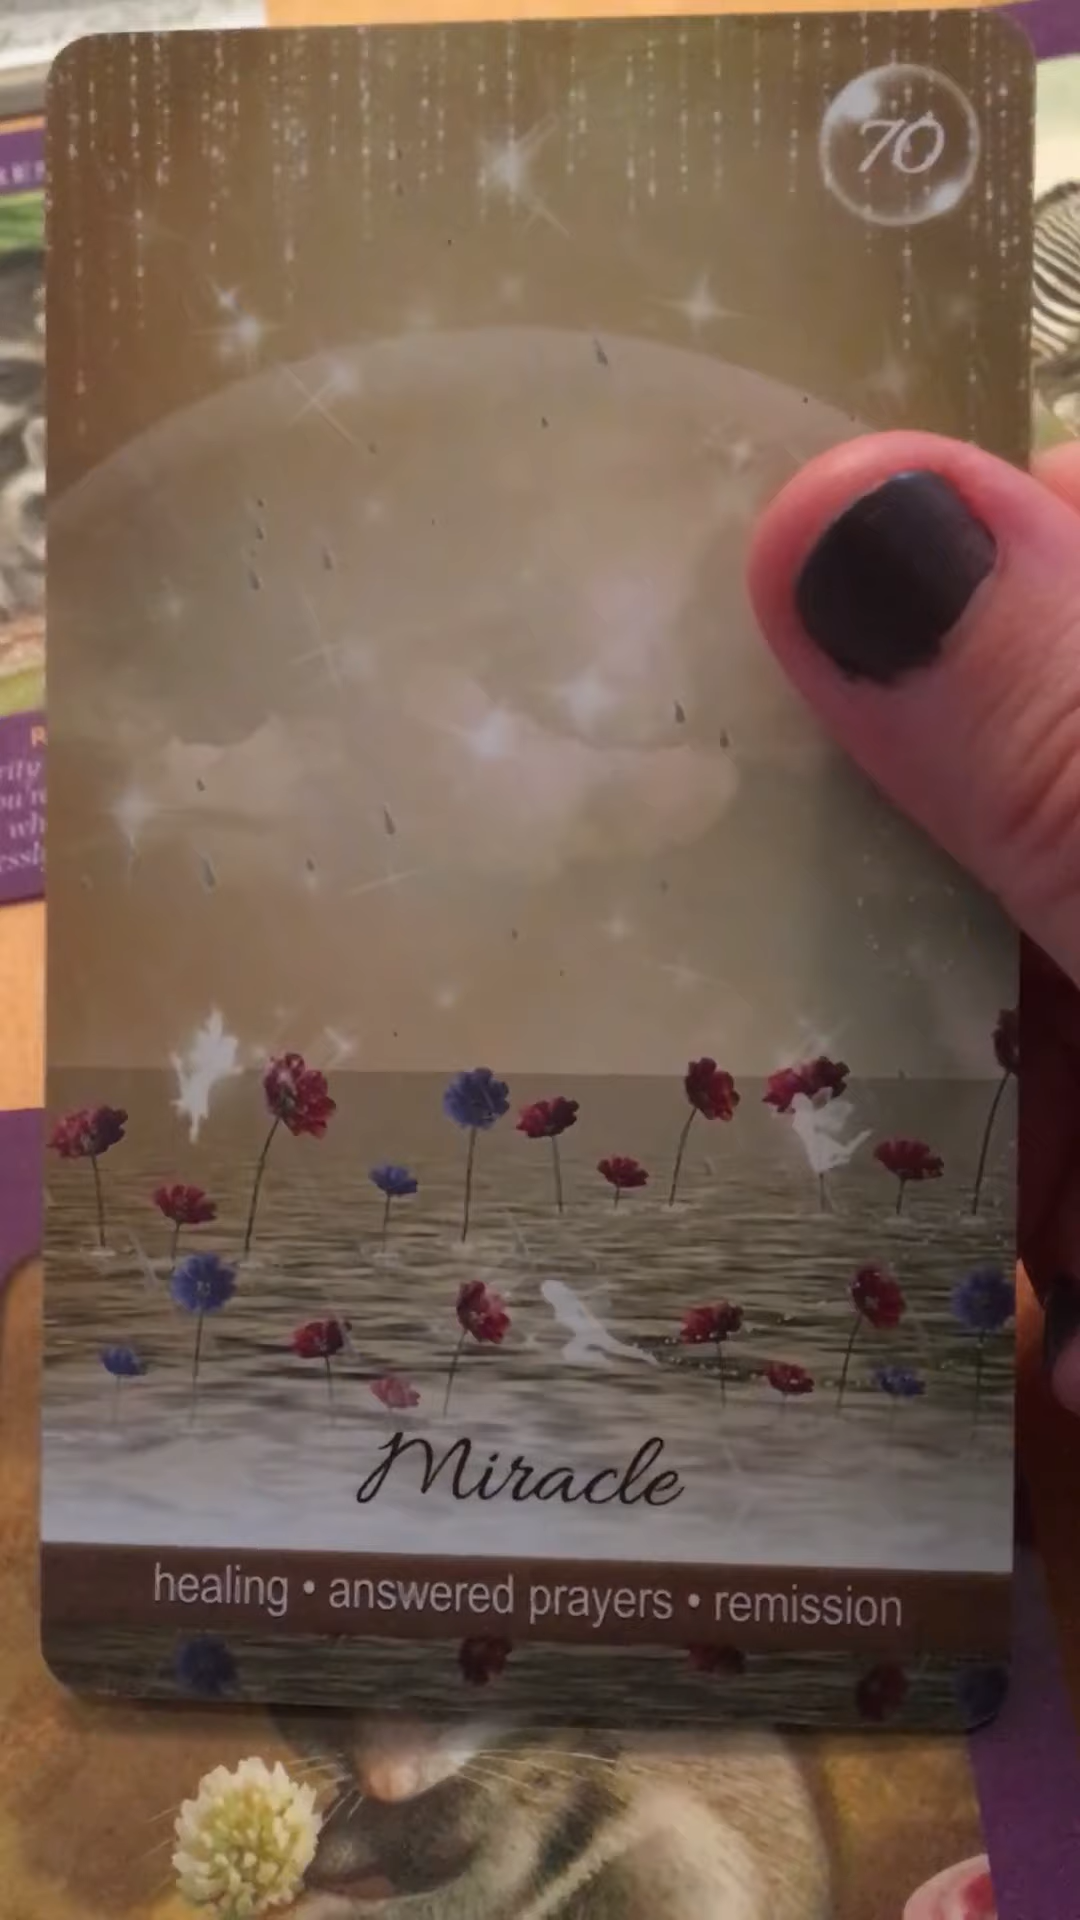 70
Miracle
healing • answered prayers • remission